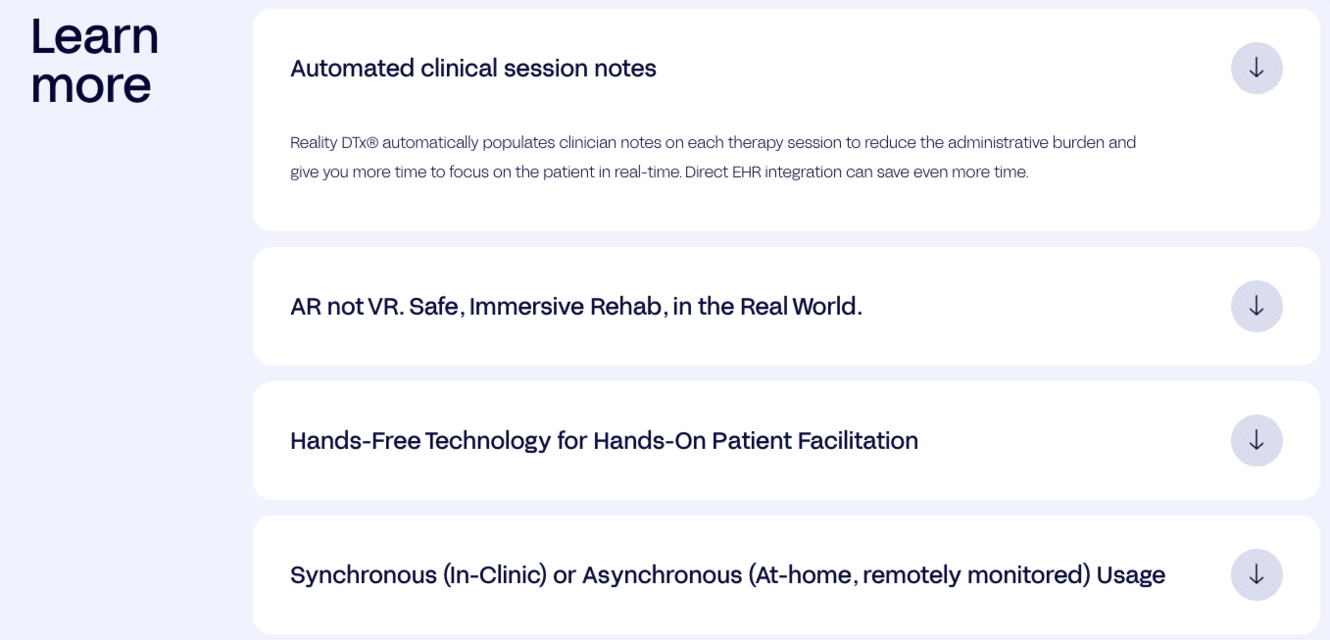 Learn
more
Automated clinical session notes
Reality DTx® automatically populates clinician notes on each therapy session to reduce the administrative burden and
give you more time to focus on the patient in real-time. Direct EHR integration can save even more time.
AR not VR. Safe, Immersive Rehab, in the Real World.
Hands-Free Technology for Hands-On Patient Facilitation
Synchronous (In-Clinic) or Asynchronous (At-home, remotely monitored) Usage